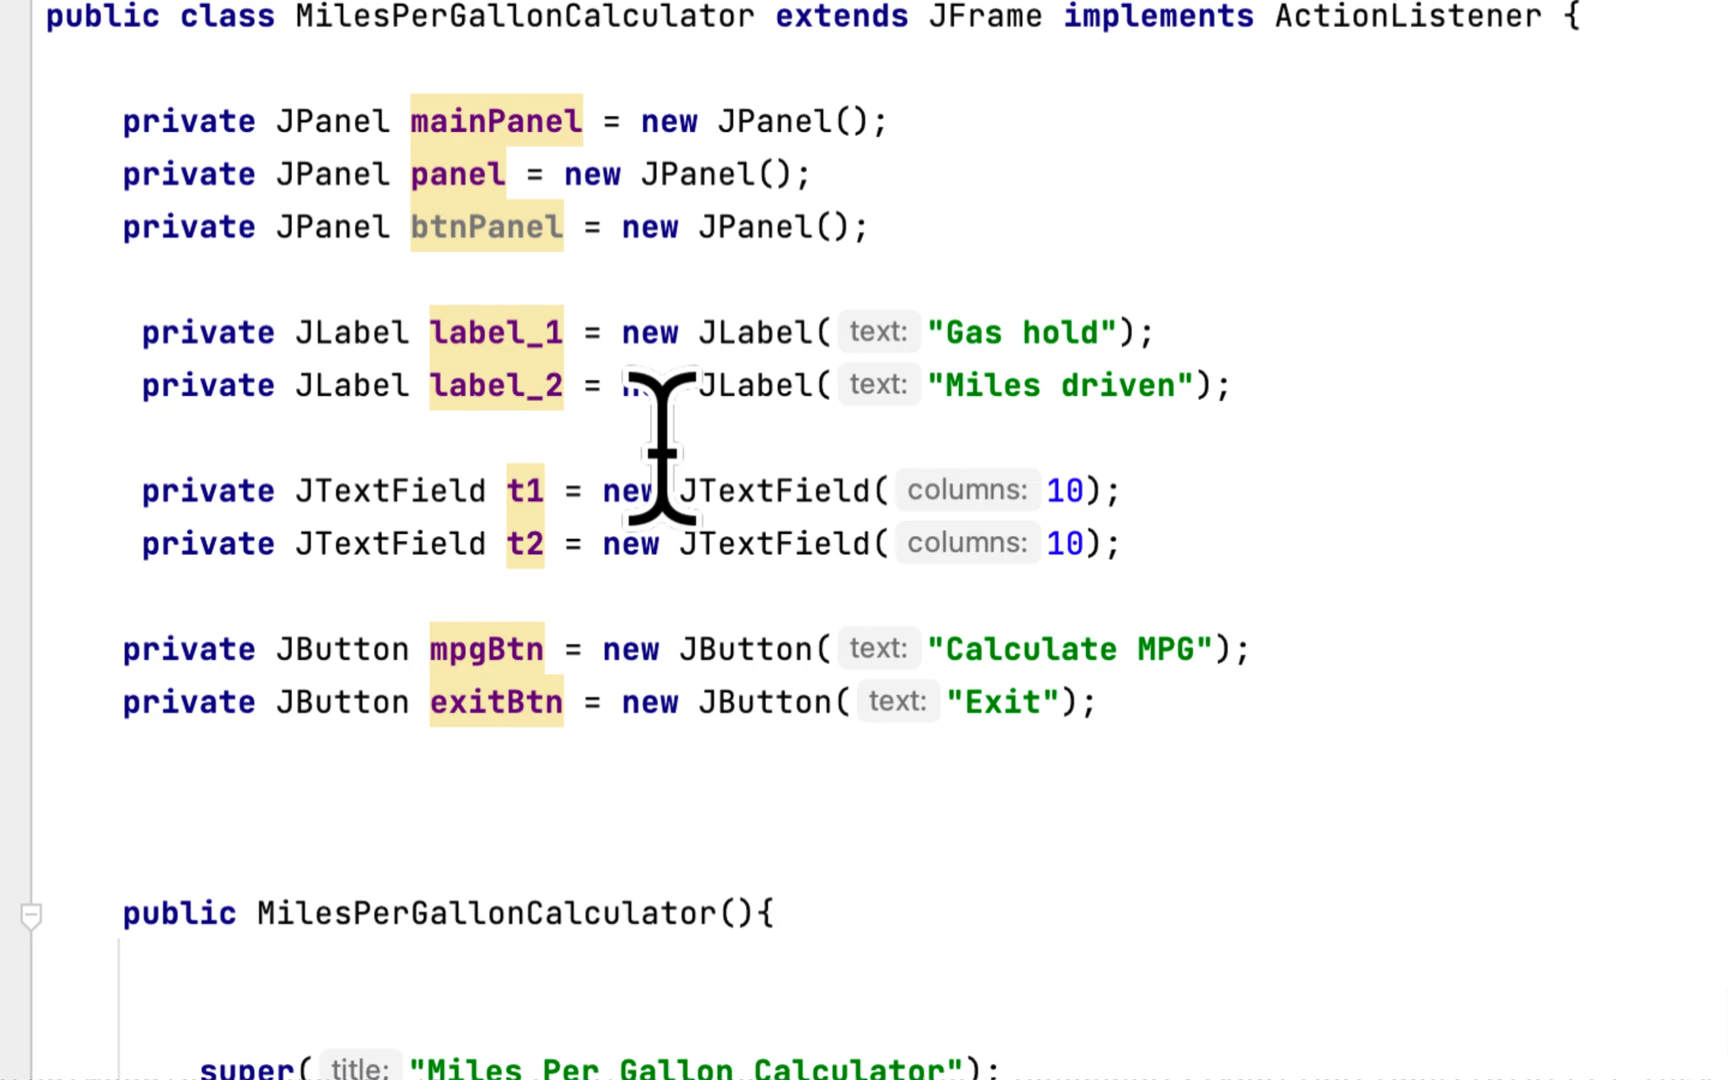 public class MilesPerGallonCalculator extends JFrame implements ActionListener {
private JPanel mainPanel = new JPanel();
private JPanel panel = new JPanel();
private JPanel btnPanel = new JPanel();
private JLabel label_1 = new JLabel( text: "Gas hold");
private JLabel label_2 = JLabel( text: "Miles driven");
private JTextField t1 = new JTextField( columns: 10);
private JTextField t2 = new JTextField( columns: 10);
private JButton mpgBtn = new JButton( text: "Calculate MPG");
private JButton exitBtn = new JButton( text: "Exit");
public MilesPerGallonCalculator(){
super( title: "Miles Per Gallon Calculator");